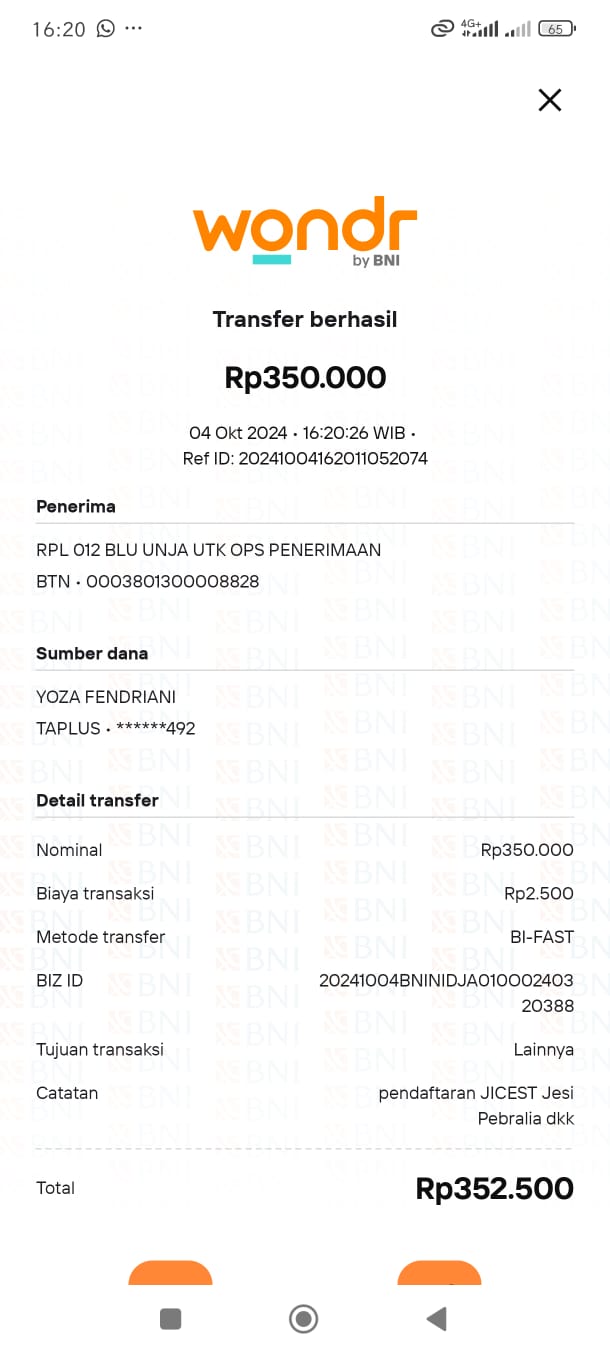 16:20
4G+
65
wondr
by BNI
Transfer berhasil
Rp350.000
04 Okt 2024 • 16:20:26 WIB •
Ref ID: 20241004162011052074
Penerima
RPL 012 BLU UNJA UTK OPS PENERIMAAN
BTN • 0003801300008828
Sumber dana
YOZA FENDRIANI
TAPLUS • ******492
Detail transfer
Nominal Rp350.000
Biaya transaksi Rp2.500
Metode transfer BI-FAST
BIZ ID 20241004BNINIDJA010O02403
20388
Tujuan transaksi Lainnya
Catatan pendaftaran JICEST Jesi
Pebralia dkk
Total Rp352.500